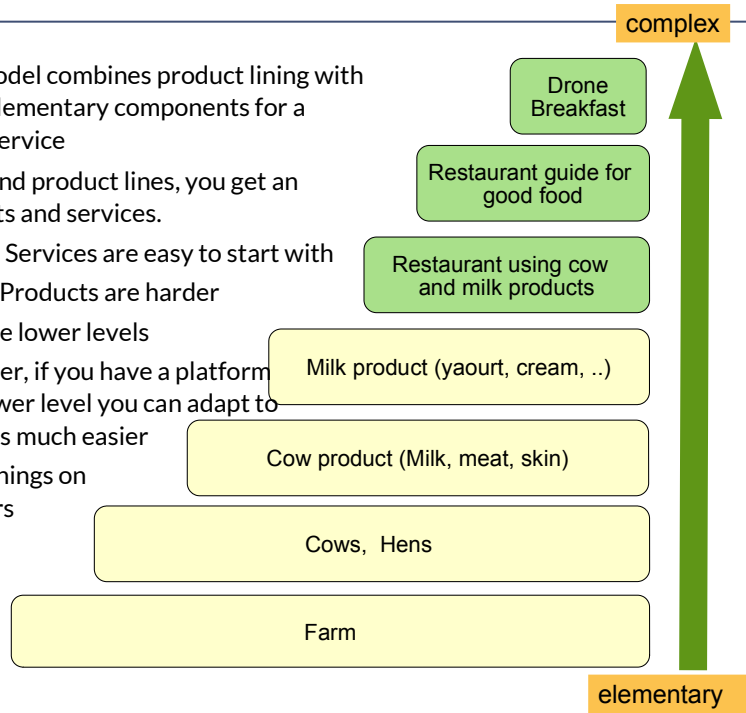 complex
odel combines product lining with
lementary components for a
ervice
nd product lines, you get an
ts and services.
Services are easy to start with
Products are harder
e lower levels
er, if you have a platform
wer level you can adapt to
s much easier
nings on
rs
Drone
Breakfast
Restaurant guide for
good food
Restaurant using cow
and milk products
Milk product (yaourt, cream, ..)
Cow product (Milk, meat, skin)
Cows, Hens
Farm
elementary